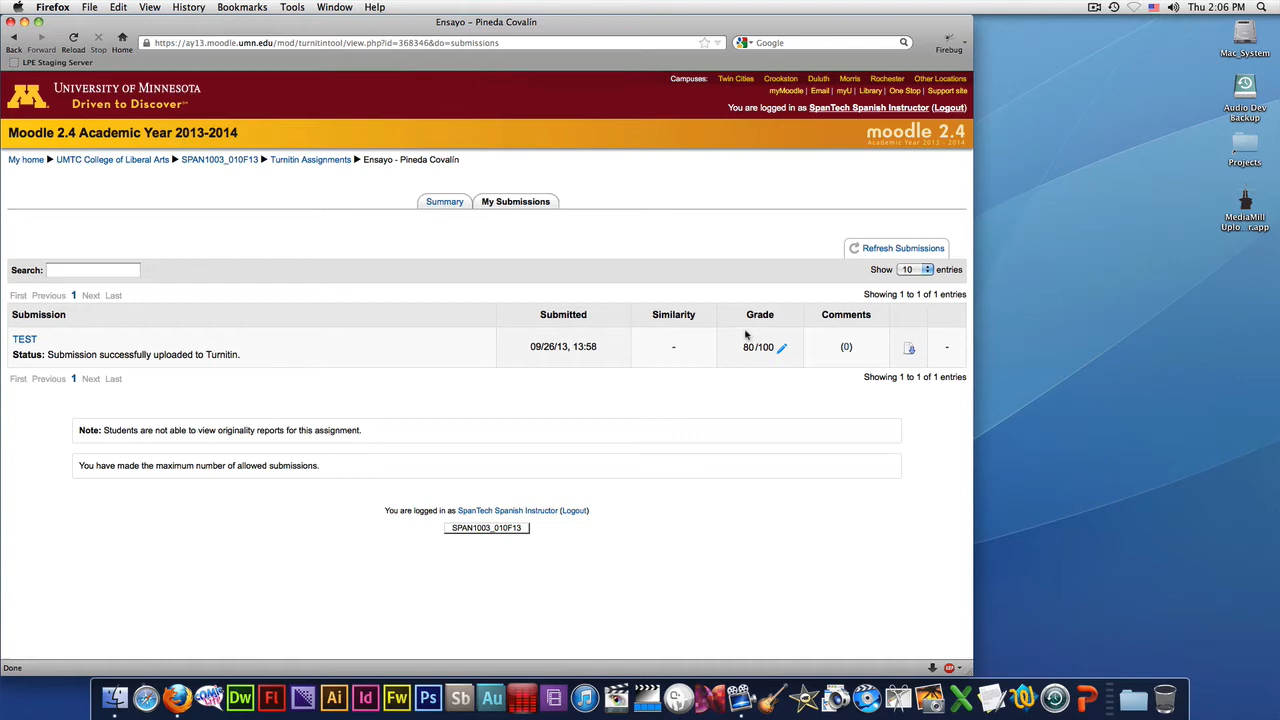 Firefox File Edit View History Bookmarks Tools Window Help Thu 2:06 PM
Ensayo - Pineda Covalín
Back Forward Reload Stop Home https://ay13.moodle.umn.edu/mod/turnitintool/view.php?id=368346&do=submissions Google Firebug
LPE Staging Server
Campuses: Twin Cities Crookston Duluth Morris Rochester Other Locations
myMoodle | Email | myU | Library | One Stop | Support site
UNIVERSITY OF MINNESOTA
Driven to Discover
You are logged in as SpanTech Spanish Instructor (Logout)
Moodle 2.4 Academic Year 2013-2014
moodle 2.4
Academic Year 2013 - 2014
My home UMTC College of Liberal Arts SPAN1003_010F13 Turnitin Assignments Ensayo - Pineda Covalín
Summary My Submissions
Refresh Submissions
Search: Show 10 entries
First Previous 1 Next Last Showing 1 to 1 of 1 entries
Submission Submitted Similarity Grade Comments
TEST
Status: Submission successfully uploaded to Turnitin. 09/26/13, 13:58 - 80/100 (0) -
First Previous 1 Next Last Showing 1 to 1 of 1 entries
Note: Students are not able to view originality reports for this assignment.
You have made the maximum number of allowed submissions.
You are logged in as SpanTech Spanish Instructor (Logout)
SPAN1003_010F13
Done
Mac_System
Audio Dev
Backup
Projects
MediaMill
Uplo...r.app
Dw Fl Ai Id Fw Ps Sb Au